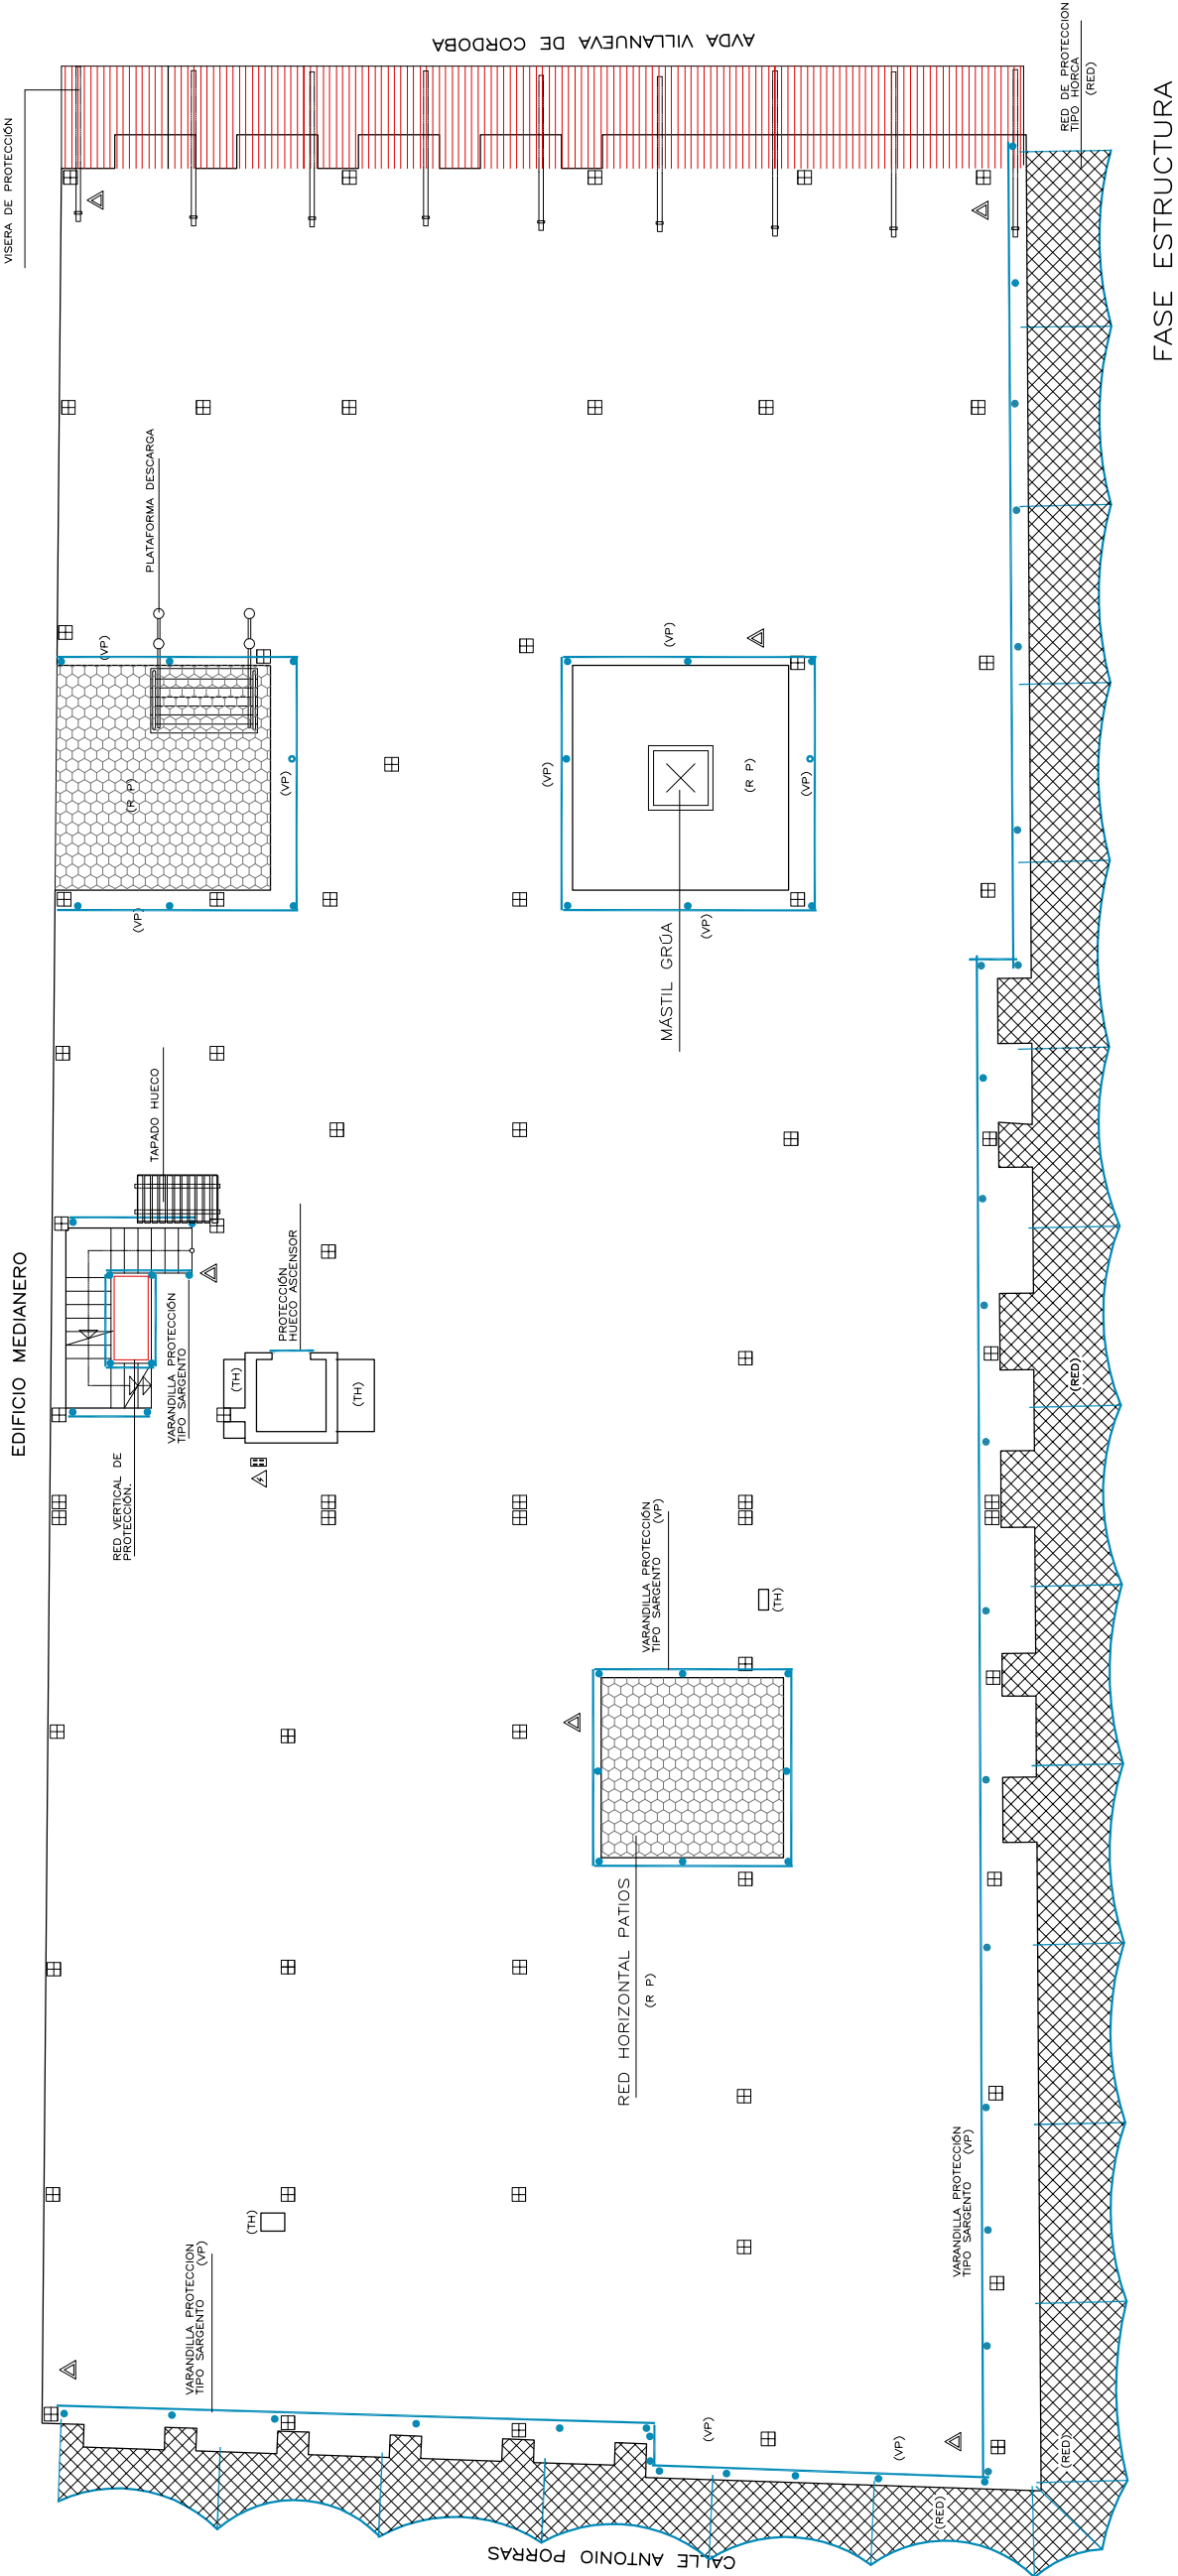 AVDA VILLANUEVA DE CORDOBA
RED DE PROTECCION
TIPO HORCA
(RED)
FASE ESTRUCTURA
VISERA DE PROTECCIÓN
PLATAFORMA DESCARGA
(VP)
(VP)
(R P)
(VP)
(VP)
(VP)
(R P)
(VP)
(VP)
MÁSTIL GRÚA
TAPADO HUECO
EDIFICIO MEDIANERO
PROTECCIÓN
HUECO ASCENSOR
VARANDILLA PROTECCIÓN
TIPO SARGENTO
(TH)
(TH)
(RED)
RED VERTICAL DE
PROTECCIÓN.
VARANDILLA PROTECCIÓN
TIPO SARGENTO (VP)
(TH)
RED HORIZONTAL PATIOS
(R P)
(TH)
VARANDILLA PROTECCIÓN
TIPO SARGENTO (VP)
VARANDILLA PROTECCION
TIPO SARGENTO (VP)
(VP)
(VP)
(RED)
(RED)
CALLE ANTONIO PORRAS